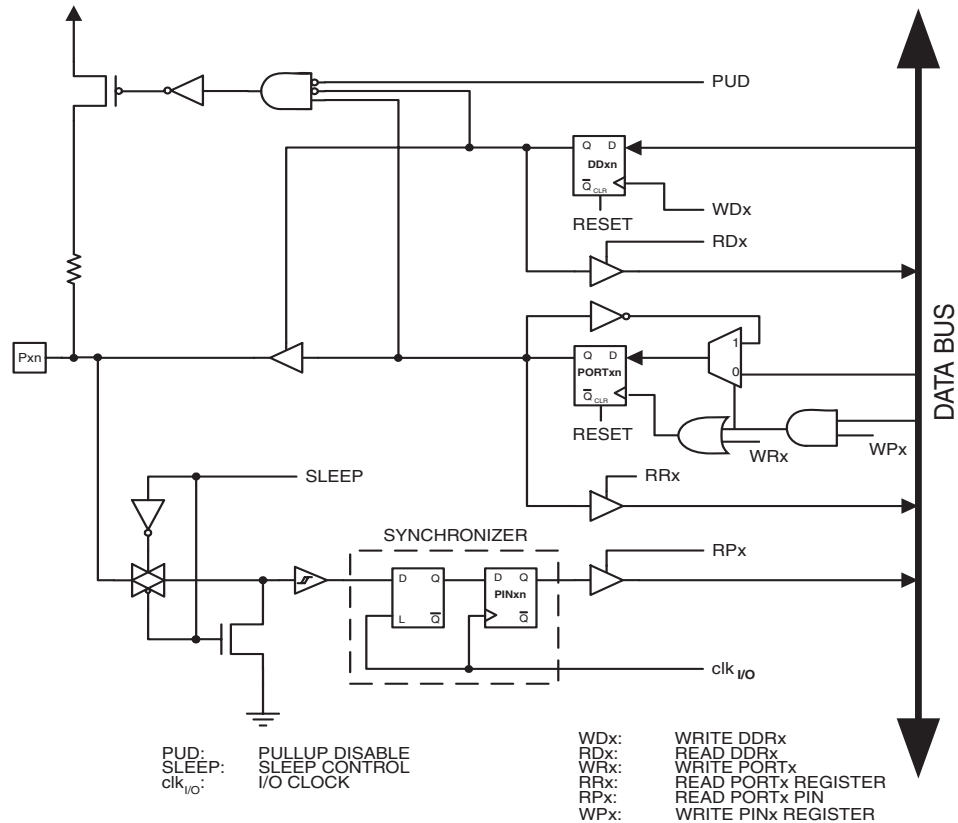 PUD
Q D
DDxn
Q CLR
WDx
RESET
RDx
Pxn
1
Q D
PORTxn
0
Q CLR
RESET
WRx
WPx
DATA BUS
SLEEP
RRx
SYNCHRONIZER
RPx
D Q
D Q
PINxn
L Q
Q
clk I/O
PUD: PULLUP DISABLE
SLEEP: SLEEP CONTROL
clkI/O: I/O CLOCK
WDx: WRITE DDRx
RDx: READ DDRx
WRx: WRITE PORTx
RRx: READ PORTx REGISTER
RPx: READ PORTx PIN
WPx: WRITE PINx REGISTER